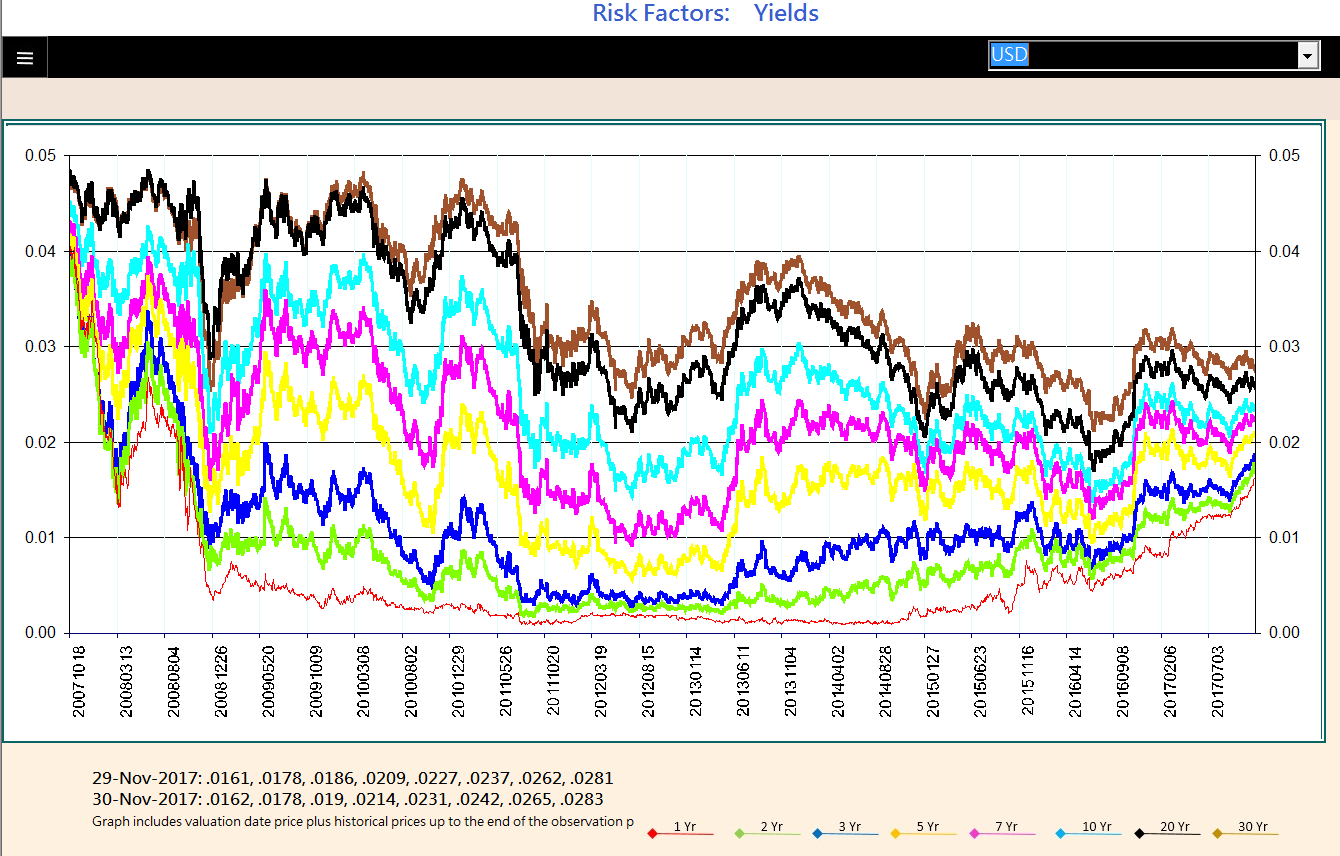 Risk Factors: Yields
USD
0.05 0.05
0.04 0.04
0.03 0.03
0.02 0.02
0.01 0.01
0.00 0.00
20071018 20080313 20080804 20081226 20090520 20091009 20100308 20100802 20101229 20110526 20111020 20120319 20120815 20130114 20130611 20131104 20140402 20140828 20150127 20150623 20151116 20160414 20160908 20170206 20170703
29-Nov-2017: .0161, .0178, .0186, .0209, .0227, .0237, .0262, .0281
30-Nov-2017: .0162, .0178, .019, .0214, .0231, .0242, .0265, .0283
Graph includes valuation date price plus historical prices up to the end of the observation p
1 Yr 2 Yr 3 Yr 5 Yr 7 Yr 10 Yr 20 Yr 30 Yr